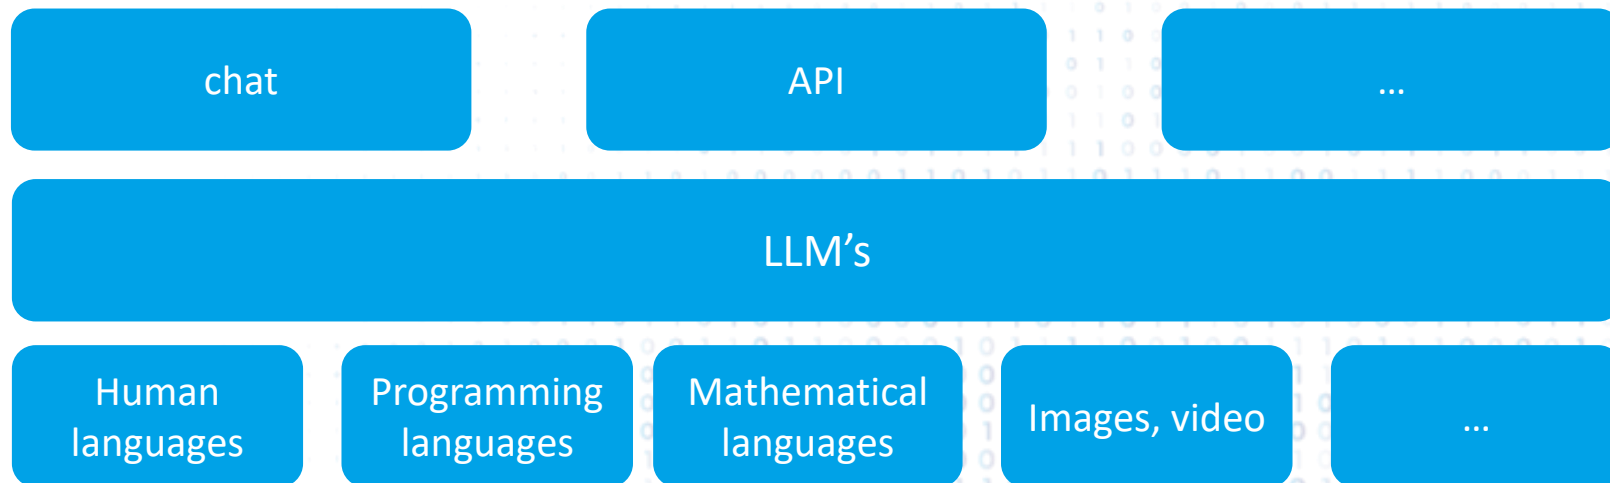 chat
API
...
LLM’s
Human
languages
Programming
languages
Mathematical
languages
Images, video
...